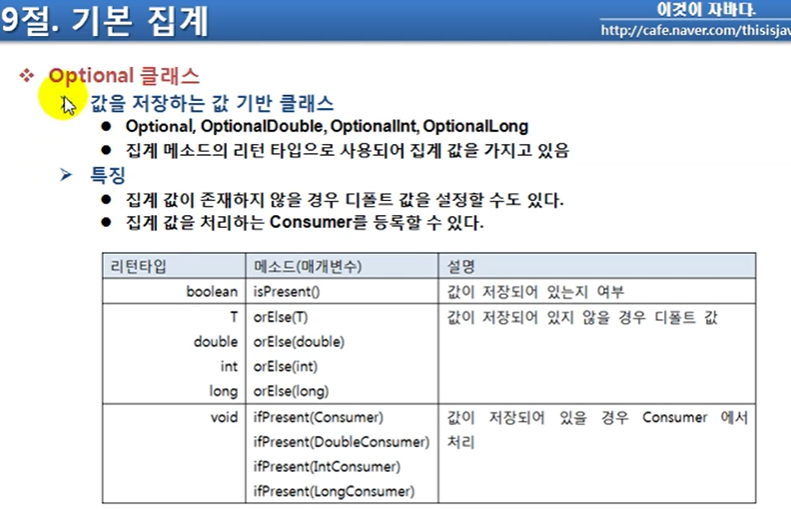 9절. 기본 집계
이것이 자바다.
http://cafe.naver.com/thisisjav
Optional 클래스
값을 저장하는 값 기반 클래스
Optional, OptionalDouble, OptionalInt, OptionalLong
집계 메소드의 리턴 타입으로 사용되어 집계 값을 가지고 있음
특징
집계 값이 존재하지 않을 경우 디폴트 값을 설정할 수도 있다.
집계 값을 처리하는 Consumer를 등록할 수 있다.
리턴타입 메소드(매개변수) 설명
boolean isPresent() 값이 저장되어 있는지 여부
T orElse(T) 값이 저장되어 있지 않을 경우 디폴트 값
double orElse(double)
int orElse(int)
long orElse(long)
void ifPresent(Consumer) 값이 저장되어 있을 경우 Consumer 에서
ifPresent(DoubleConsumer) 처리
ifPresent(IntConsumer)
ifPresent(LongConsumer)